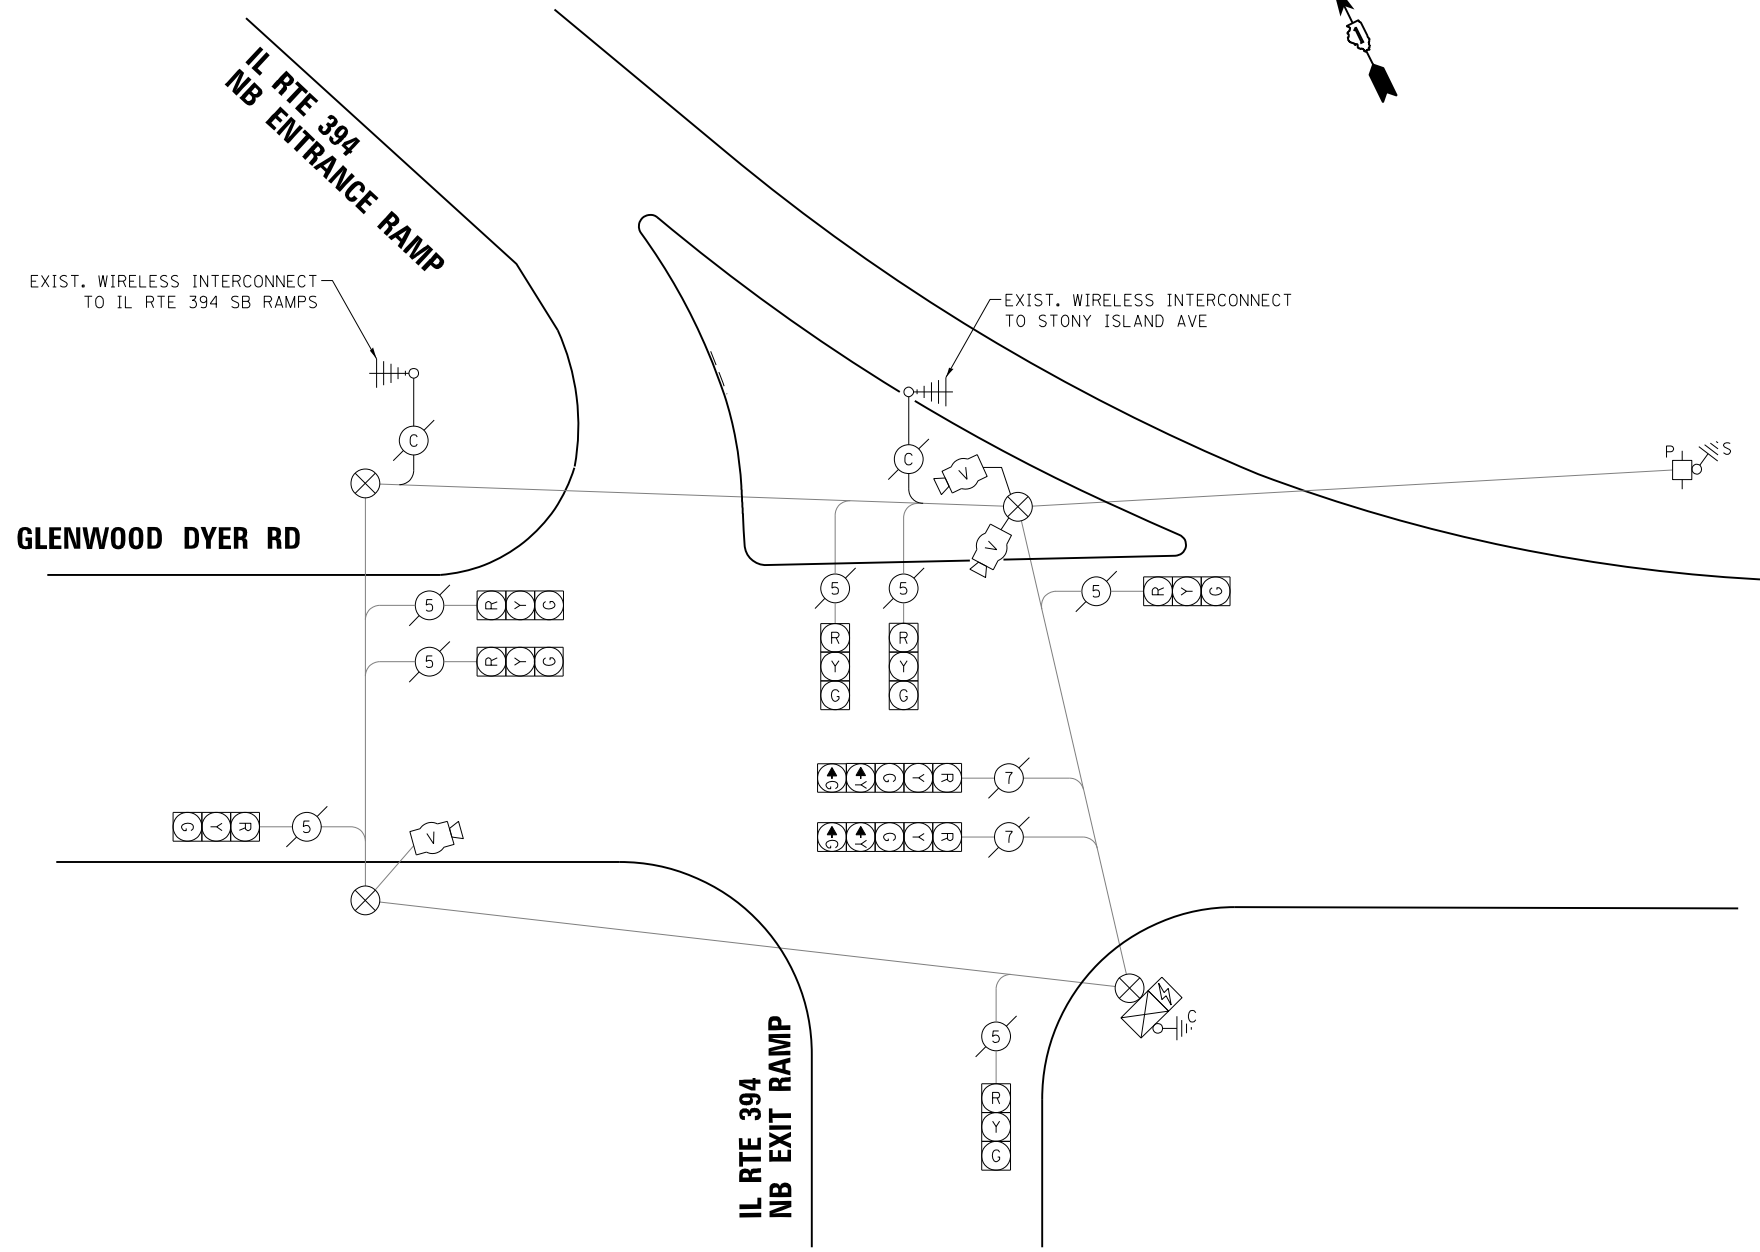 IL RTE 394
NB ENTRANCE RAMP
EXIST. WIRELESS INTERCONNECT
TO IL RTE 394 SB RAMPS
EXIST. WIRELESS INTERCONNECT
TO STONY ISLAND AVE
C
C
V
P
S
GLENWOOD DYER RD
V
5 R Y G
5 R Y G
5
R
Y
G
5
R
Y
G
5 R Y G
G Y G Y R 7
G Y G Y R 7
G Y R 5
V
C
5
R
Y
G
IL RTE 394
NB EXIT RAMP